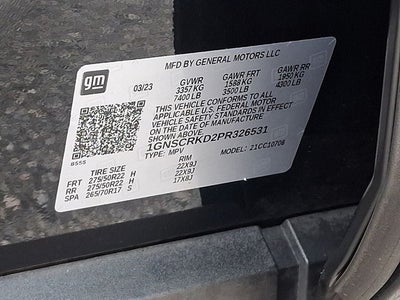 gm
MFD BY GENERAL MOTORS LLC
03/23
GVWR GAWR FRT GAWR RR
3357 KG 1588 KG 1950 KG
7400 LB 3500 LB 4300 LB
THIS VEHICLE CONFORMS TO ALL
APPLICABLE U.S. FEDERAL MOTOR
VEHICLE SAFETY STANDARDS IN EFFECT
ON THE DATE OF MANUFACTURE
SHOWN ABOVE.
1GNSCRKD2PR326531
TYPE: MPV 21CC10706
BSSS
TIRE SIZE RIM
FRT 275/50R22 H 22X9J
RR 275/50R22 H 22X9J
SPA 265/70R17 S 17X8J